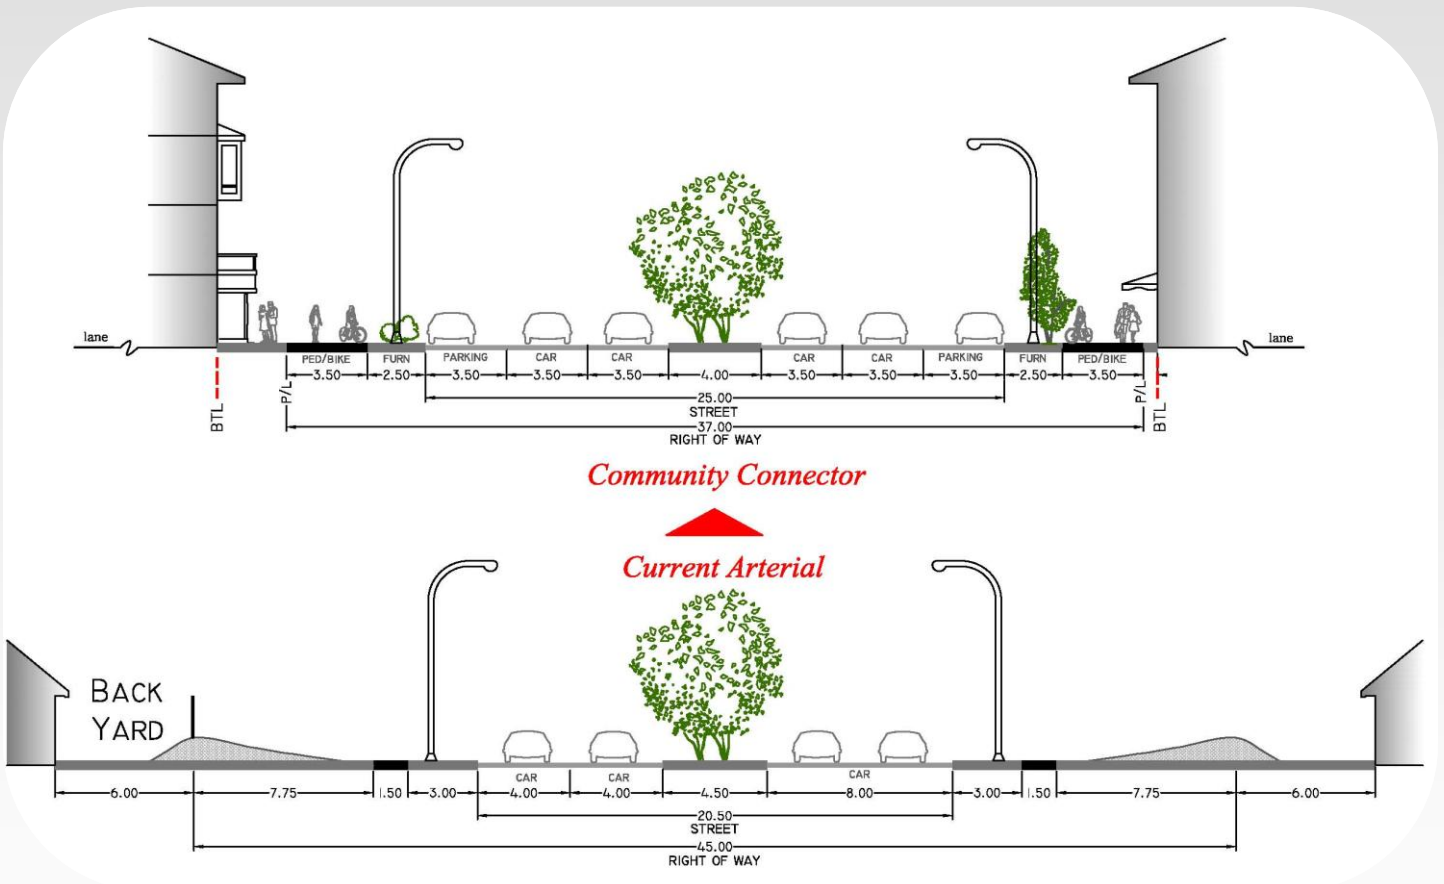 lane
lane
PED/BIKE FURN PARKING CAR CAR CAR CAR PARKING FURN PED/BIKE
3.50 2.50 3.50 3.50 3.50 4.00 3.50 3.50 3.50 2.50 3.50
BTL
P/L
P/L
BTL
25.00
STREET
37.00
RIGHT OF WAY
Community Connector
Current Arterial
BACK
YARD
CAR CAR CAR
6.00 7.75 1.50 3.00 4.00 4.00 4.50 8.00 3.00 1.50 7.75 6.00
20.50
STREET
45.00
RIGHT OF WAY